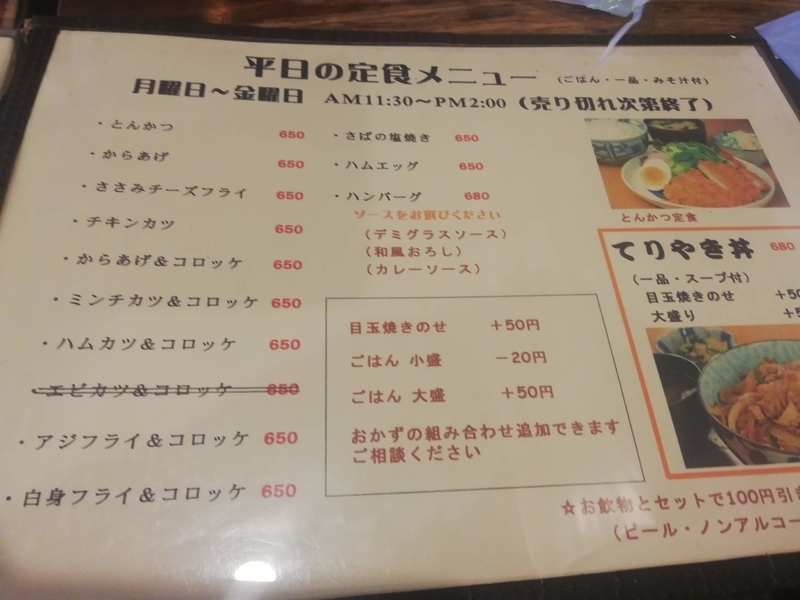 平日の定食メニュー (ごはん・一品・みそ汁付)
月曜日～金曜日 AM11:30～PM2:00 (売り切れ次第終了)
・とんかつ 650
・からあげ 650
・ささみチーズフライ 650
・チキンカツ 650
・からあげ&コロッケ 650
・ミンチカツ&コロッケ 650
・ハムカツ&コロッケ 650
・エビカツ&コロッケ 650
・アジフライ&コロッケ 650
・白身フライ&コロッケ 650
・さばの塩焼き 650
・ハムエッグ 650
・ハンバーグ 680
ソースをお選びください
(デミグラスソース)
(和風おろし)
(カレーソース)
目玉焼きのせ +50円
ごはん 小盛 －20円
ごはん 大盛 +50円
おかずの組み合わせ追加できます
ご相談ください
とんかつ定食
てりやき丼 680
(一品・スープ付)
目玉焼きのせ +50
大盛り +5
☆お飲物とセットで100円引き
(ビール・ノンアルコー